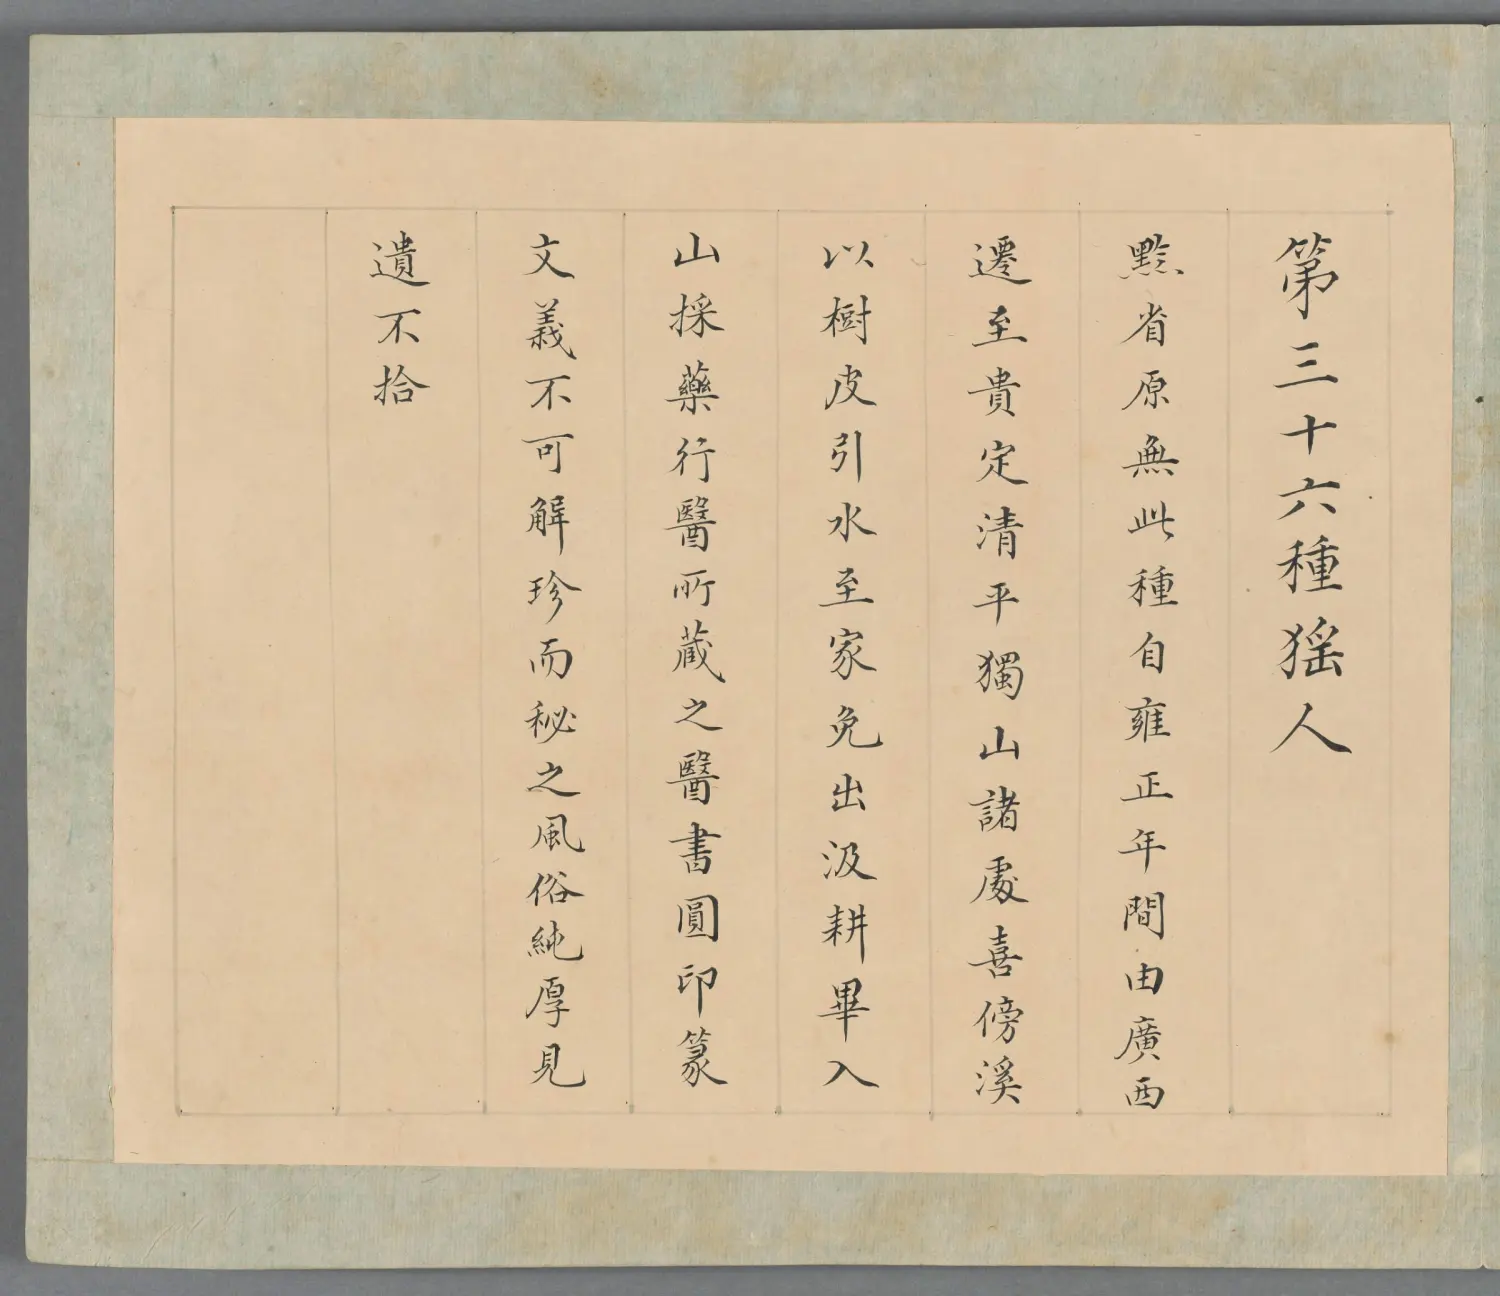 第三十六種猺人
黔省原無此種自雍正年間由廣西
遷至貴定清平獨山諸處喜傍溪
以樹皮引水至家免出汲耕畢入
山採藥行醫所藏之醫書圓印篆
文義不可解珍而秘之風俗純厚見
遺不拾